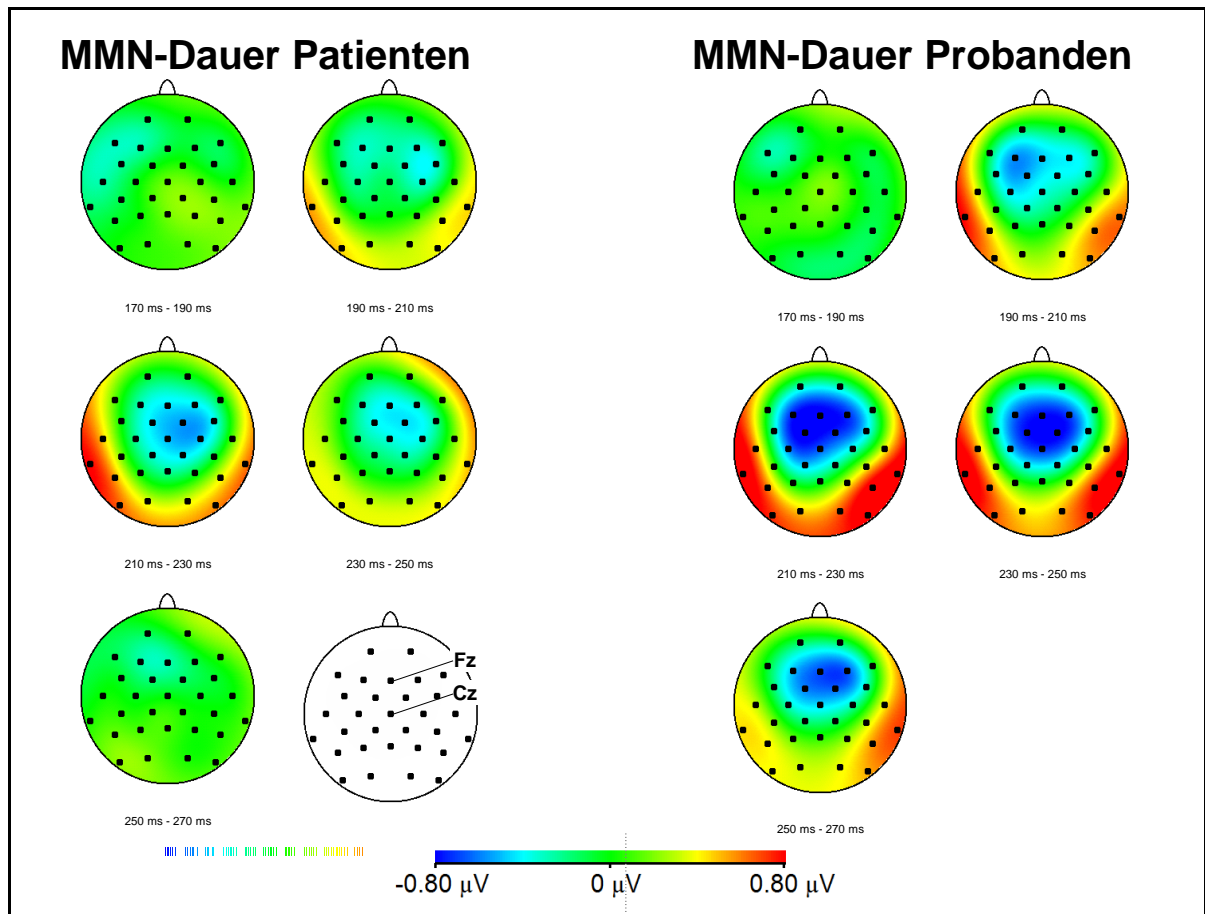 MMN-Dauer Patienten
MMN-Dauer Probanden
170 ms - 190 ms
190 ms - 210 ms
170 ms - 190 ms
190 ms - 210 ms
210 ms - 230 ms
230 ms - 250 ms
210 ms - 230 ms
230 ms - 250 ms
Fz
Cz
250 ms - 270 ms
250 ms - 270 ms
-0.80 µV
0 µV
0.80 µV